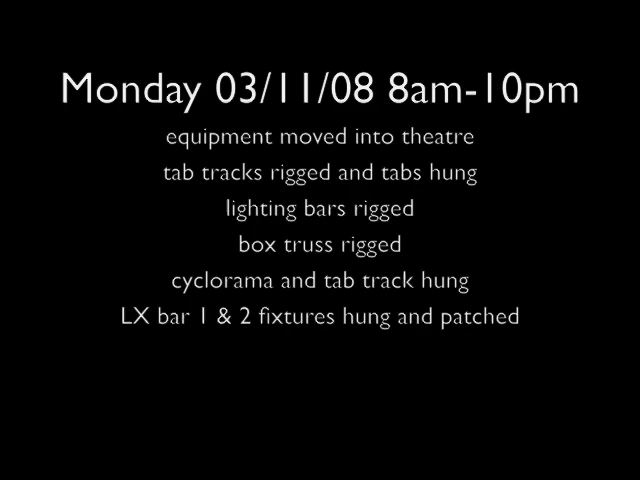 Monday 03/11/08 8am-10pm
equipment moved into theatre
tab tracks rigged and tabs hung
lighting bars rigged
box truss rigged
cyclorama and tab track hung
LX bar 1 & 2 fixtures hung and patched